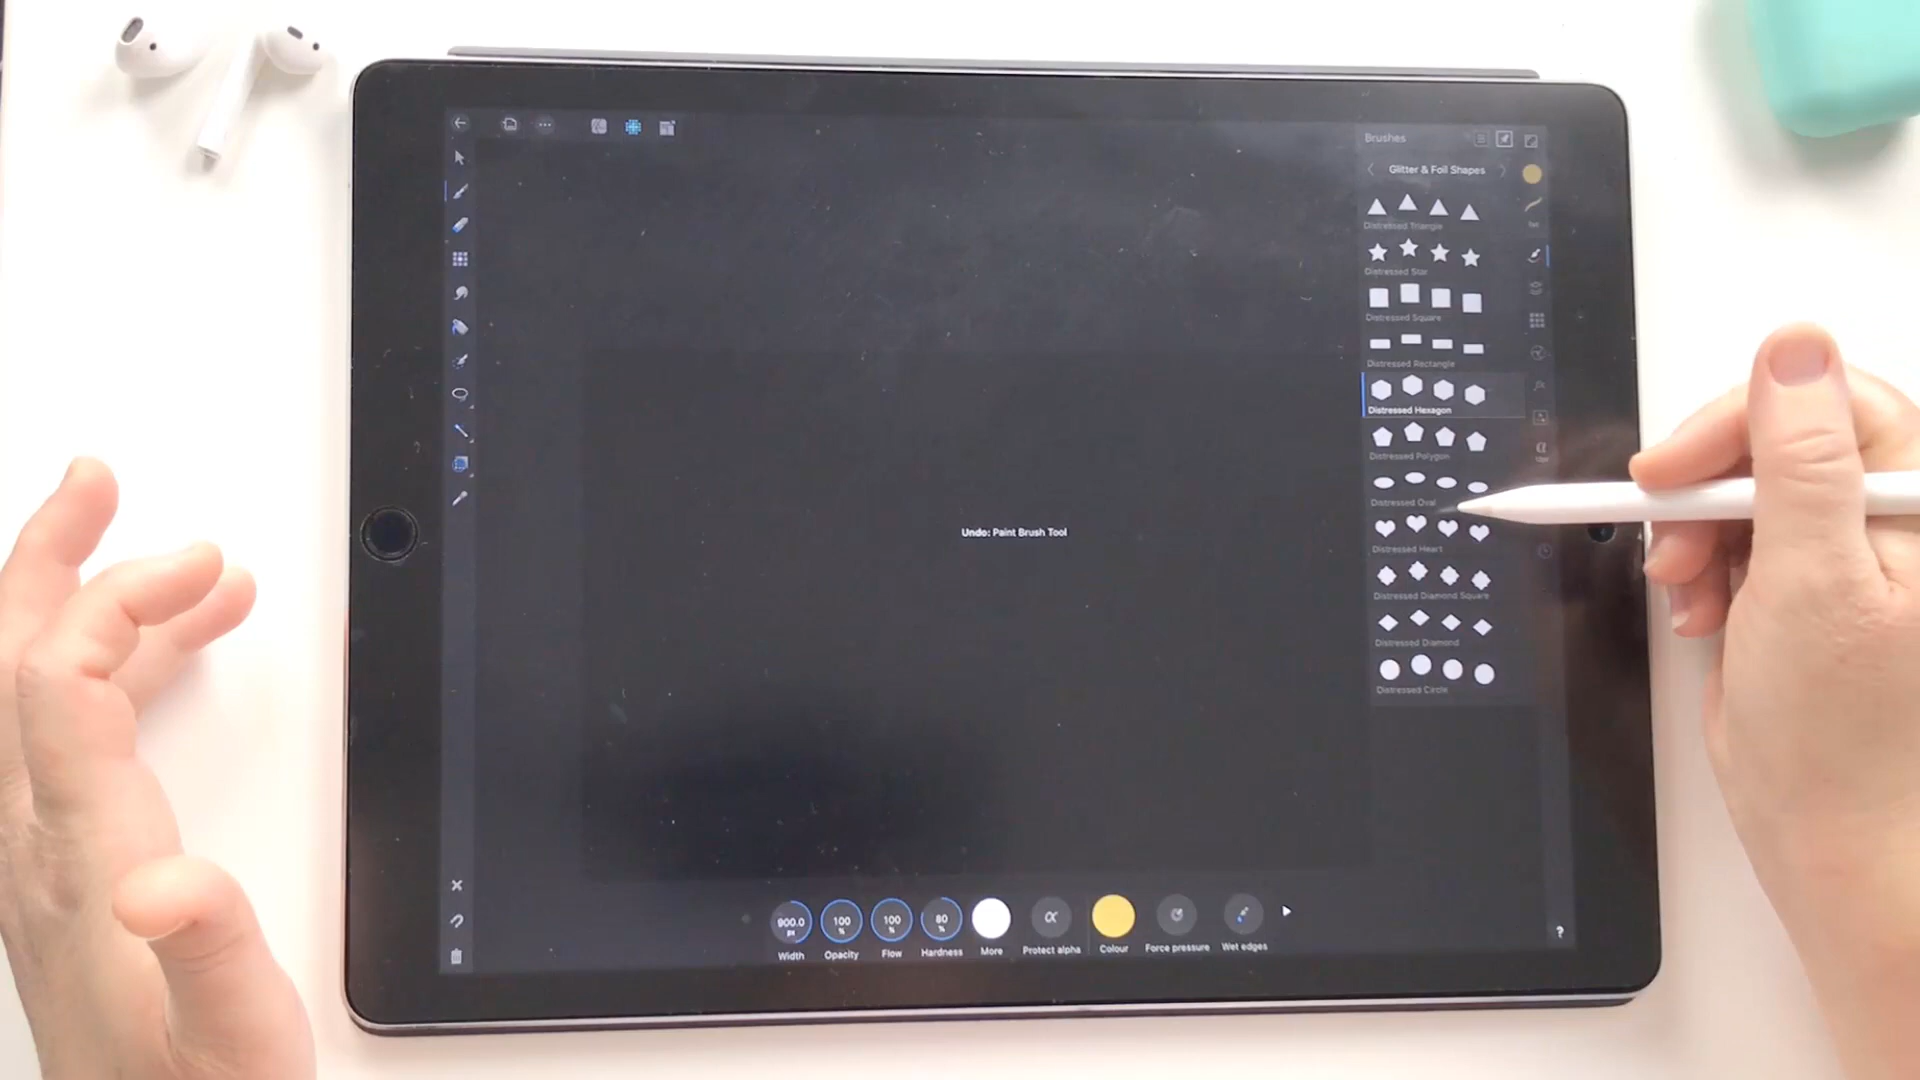 Brushes
Glitter & Foil Shapes
Distressed Triangle
Distressed Star
Distressed Square
Distressed Rectangle
Distressed Hexagon
Distressed Polygon
Distressed Oval
Distressed Heart
Distressed Diamond Square
Distressed Diamond
Distressed Circle
Undo: Paint Brush Tool
900.0 px
100 %
100 %
80 %
Width
Opacity
Flow
Hardness
More
Protect alpha
Colour
Force pressure
Wet edges
?